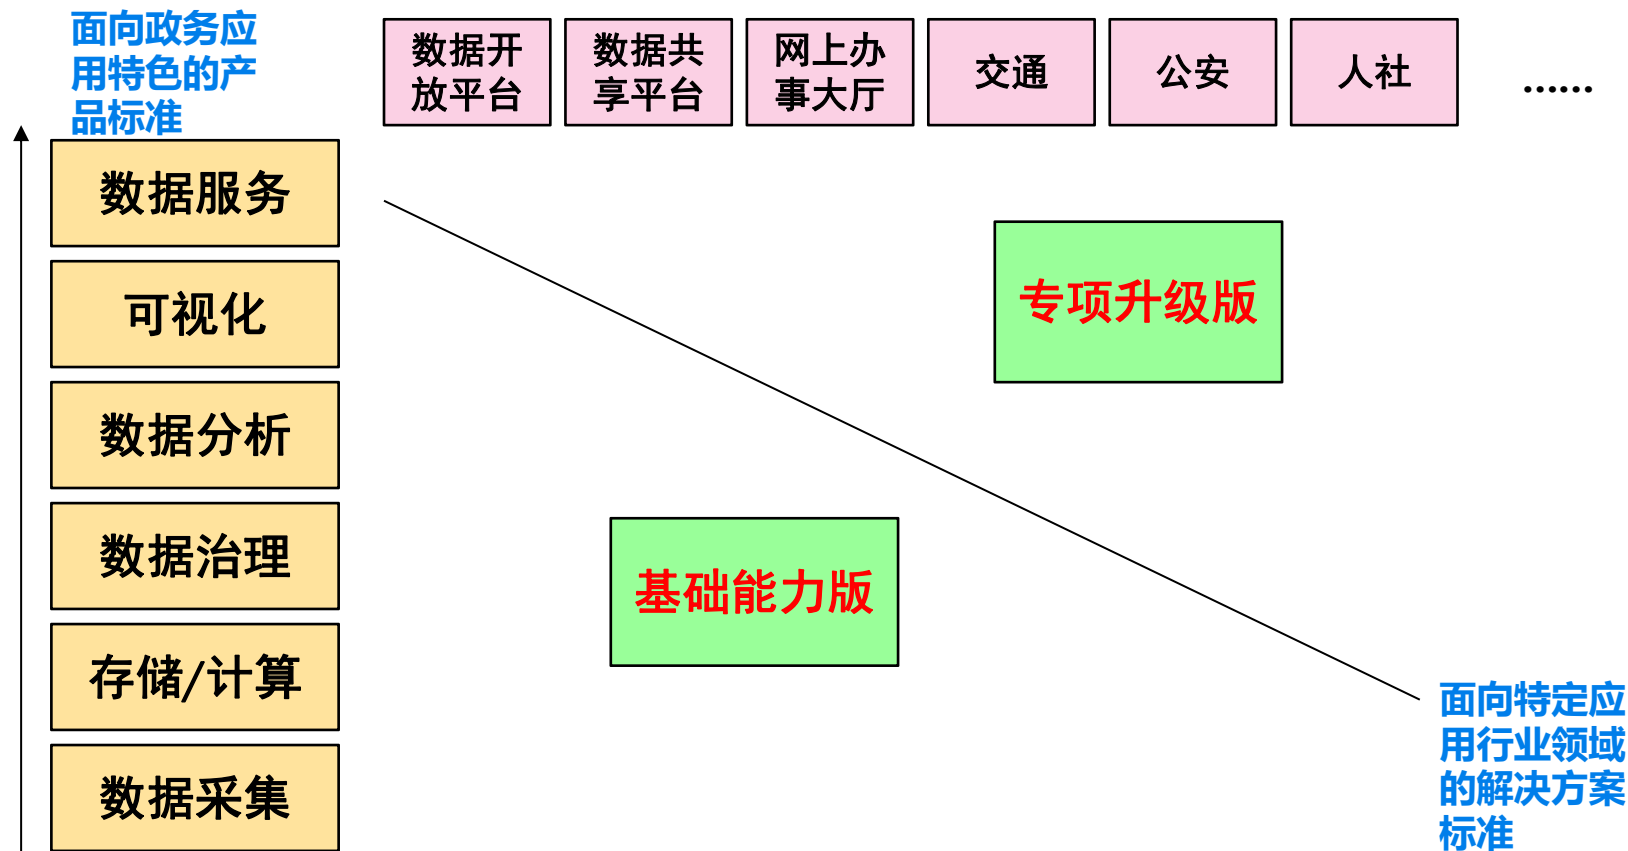 面向政务应
用特色的产
品标准
数据开
放平台
数据共
享平台
网上办
事大厅
交通
公安
人社
......
数据服务
可视化
数据分析
数据治理
存储/计算
数据采集
专项升级版
基础能力版
面向特定应
用行业领域
的解决方案
标准